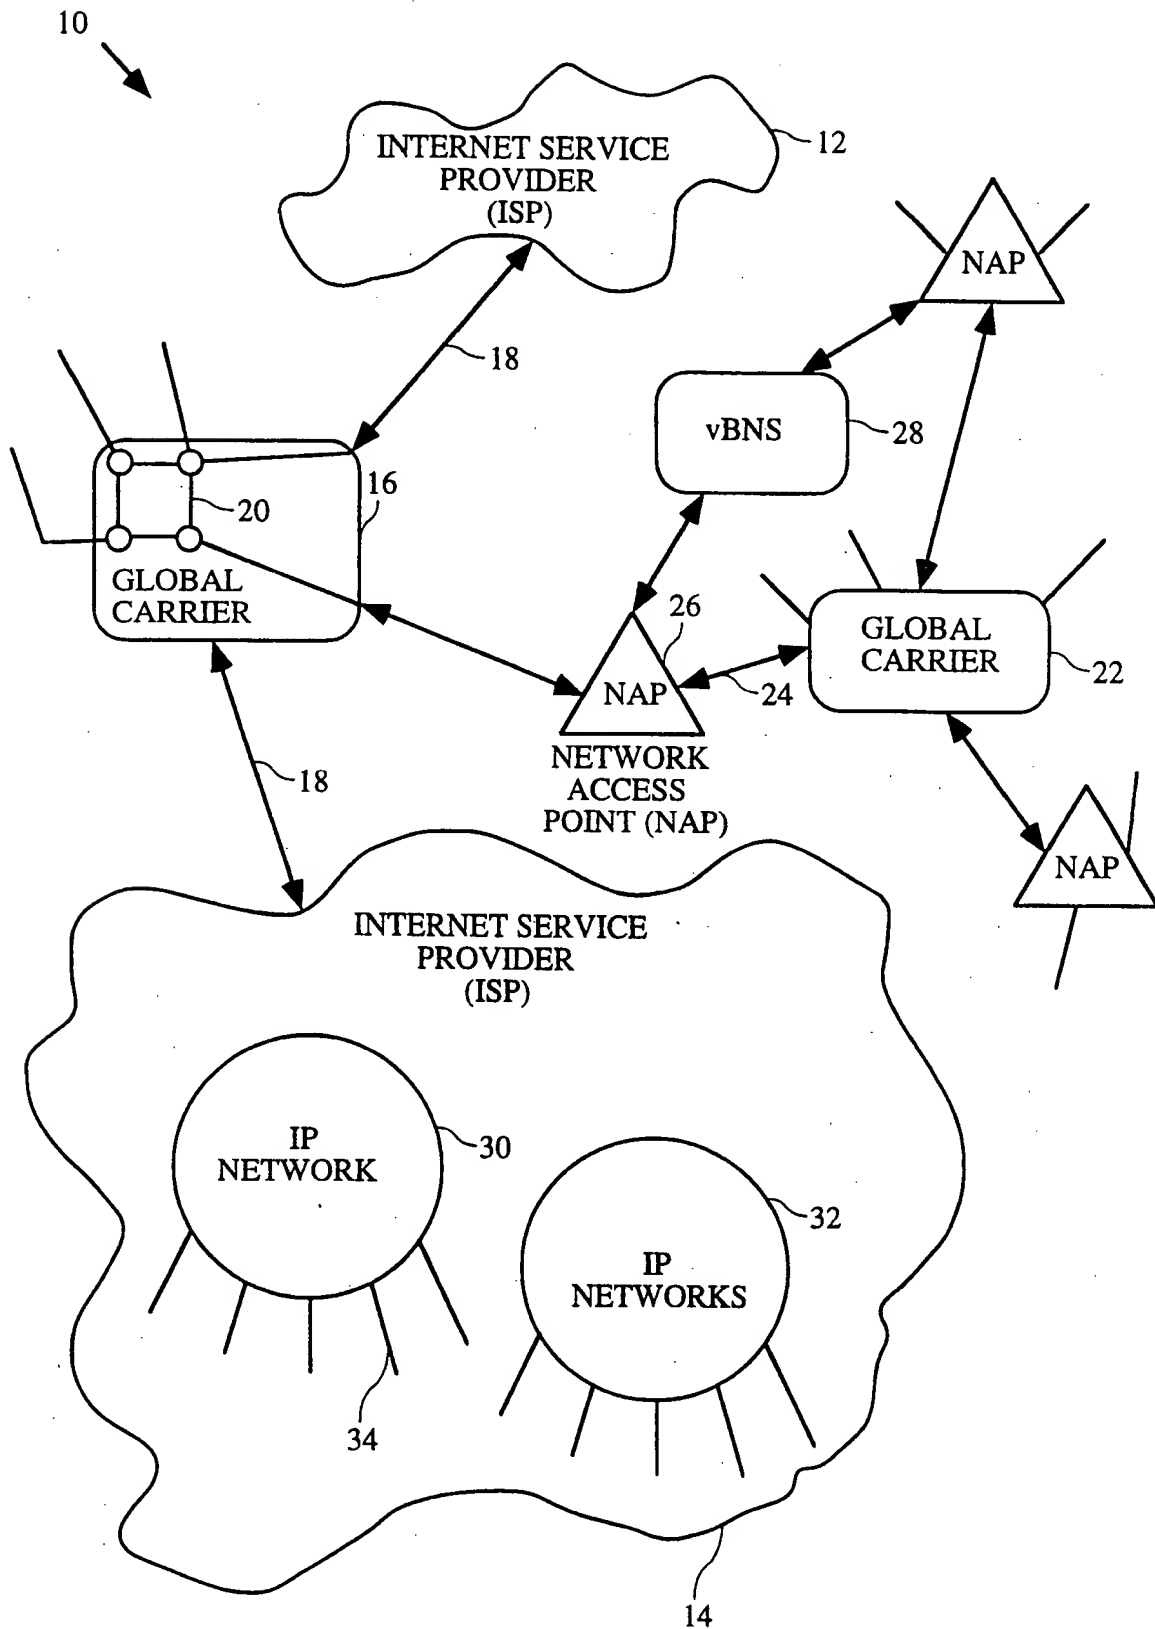 10
INTERNET SERVICE
PROVIDER
(ISP)
12
NAP
18
vBNS
28
16
20
GLOBAL
CARRIER
26
GLOBAL
CARRIER
22
24
NAP
NETWORK
ACCESS
POINT (NAP)
18
NAP
INTERNET SERVICE
PROVIDER
(ISP)
IP
NETWORK
30
32
IP
NETWORKS
34
14